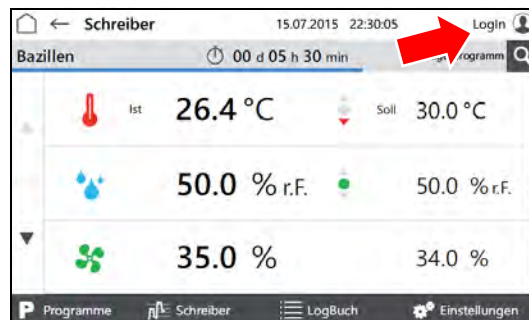 ← Schreiber 15.07.2015 22:30:05 LogIn
Bazillen 00 d 05 h 30 min rogramm
Ist 26.4 °C Soll 30.0 °C
50.0 % r.F. 50.0 % r.F.
35.0 % 34.0 %
P Programme Schreiber LogBuch Einstellungen